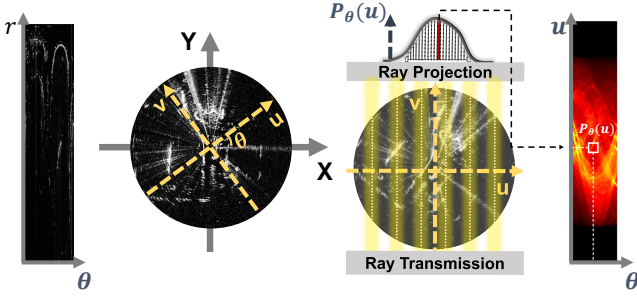 r
θ
Y
X
v
u
θ
P_θ(u)
Ray Projection
v
u
Ray Transmission
u
P_θ(u)
θ